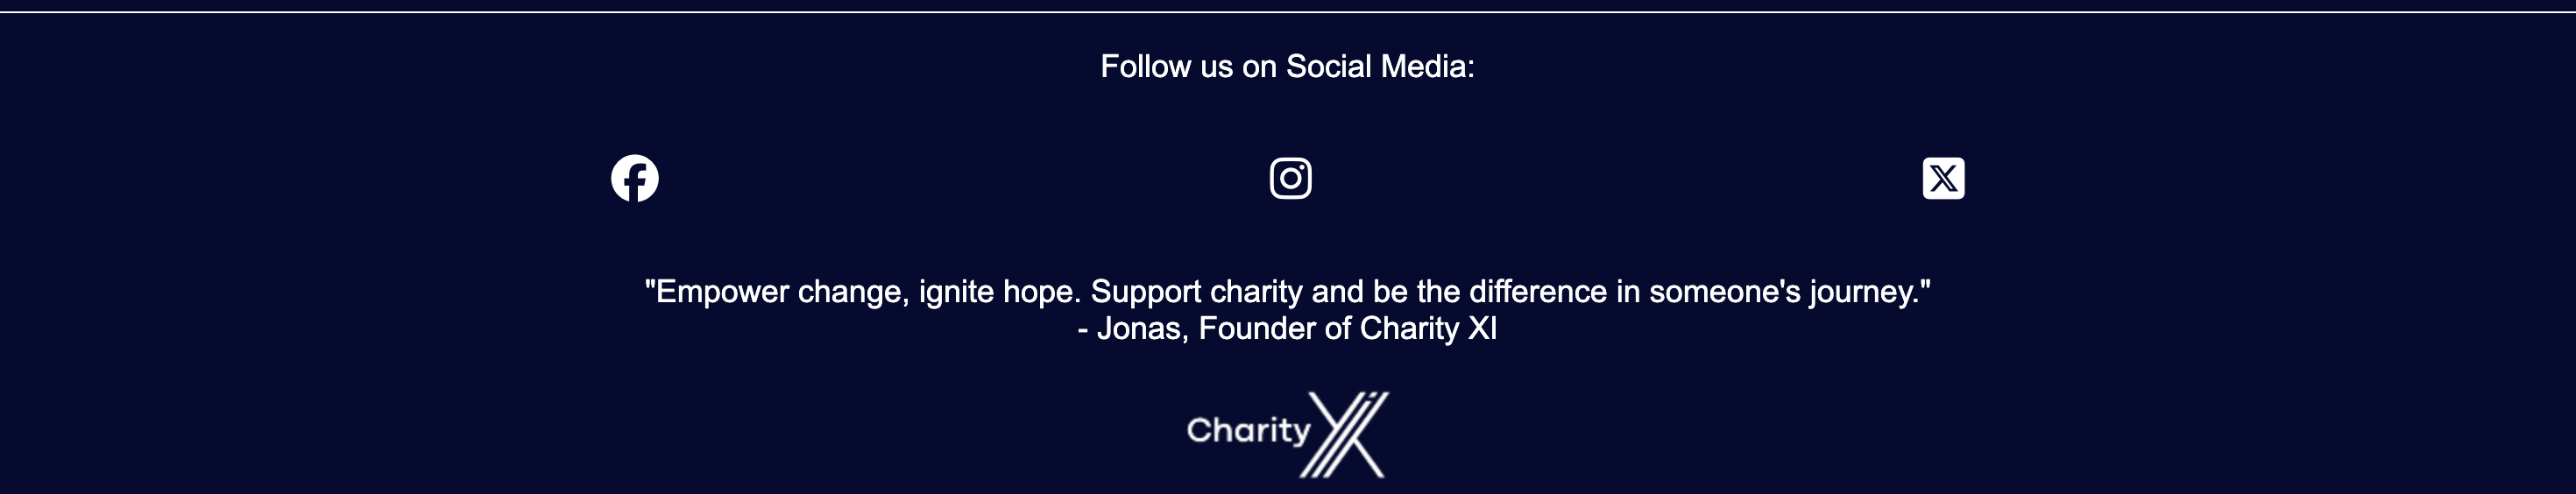 Follow us on Social Media:
"Empower change, ignite hope. Support charity and be the difference in someone's journey."
- Jonas, Founder of Charity XI
Charity Xi